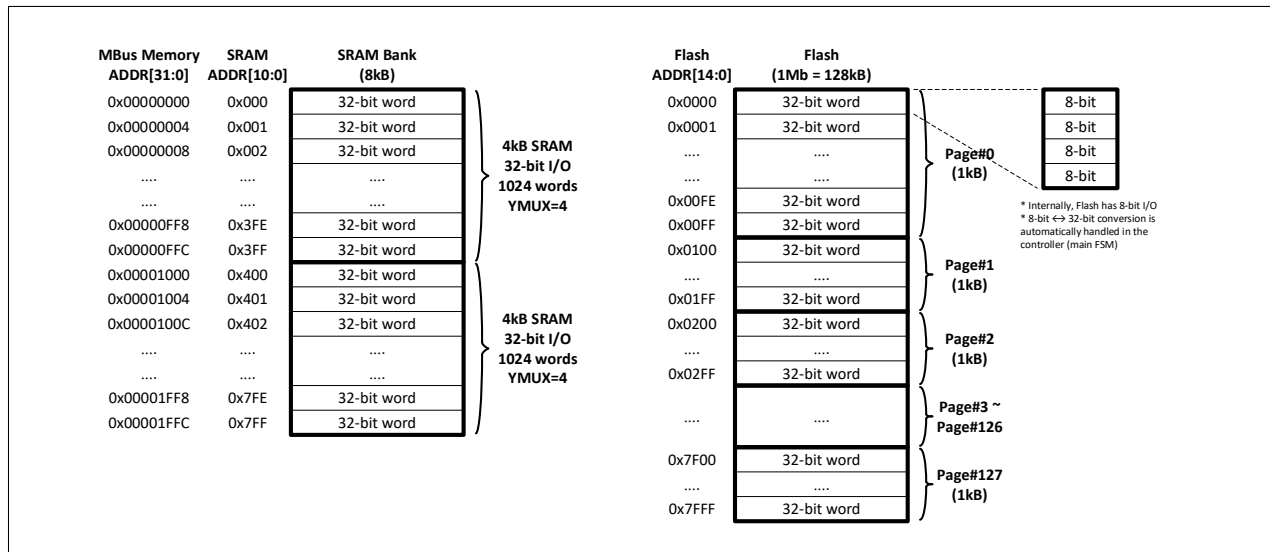 MBus Memory SRAM SRAM Bank
ADDR[31:0] ADDR[10:0] (8kB)
0x00000000 0x000 32-bit word
0x00000004 0x001 32-bit word
0x00000008 0x002 32-bit word
.... .... ....
.... .... ....
0x00000FF8 0x3FE 32-bit word
0x00000FFC 0x3FF 32-bit word
4kB SRAM
32-bit I/O
1024 words
YMUX=4
0x00001000 0x400 32-bit word
0x00001004 0x401 32-bit word
0x0000100C 0x402 32-bit word
.... .... ....
.... .... ....
0x00001FF8 0x7FE 32-bit word
0x00001FFC 0x7FF 32-bit word
4kB SRAM
32-bit I/O
1024 words
YMUX=4
Flash Flash
ADDR[14:0] (1Mb = 128kB)
0x0000 32-bit word
0x0001 32-bit word
.... ....
.... ....
0x00FE 32-bit word
0x00FF 32-bit word
Page#0
(1kB)
0x0100 32-bit word
.... ....
0x01FF 32-bit word
Page#1
(1kB)
0x0200 32-bit word
.... ....
0x02FF 32-bit word
Page#2
(1kB)
.... ....
Page#3 ~
Page#126
0x7F00 32-bit word
.... ....
0x7FFF 32-bit word
Page#127
(1kB)
8-bit
8-bit
8-bit
8-bit
* Internally, Flash has 8-bit I/O
* 8-bit ↔ 32-bit conversion is
automatically handled in the
controller (main FSM)